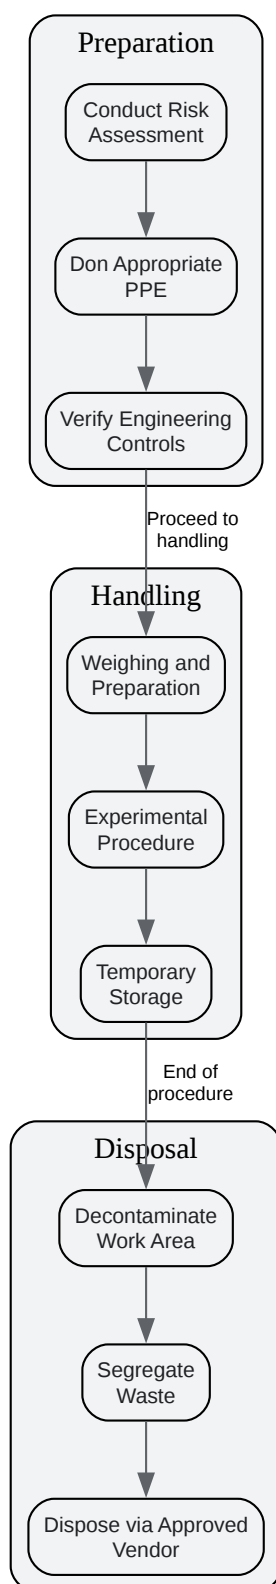 Preparation
Conduct Risk
Assessment
Don Appropriate
PPE
Verify Engineering
Controls
Proceed to
handling
Handling
Weighing and
Preparation
Experimental
Procedure
Temporary
Storage
End of
procedure
Disposal
Decontaminate
Work Area
Segregate
Waste
Dispose via Approved
Vendor